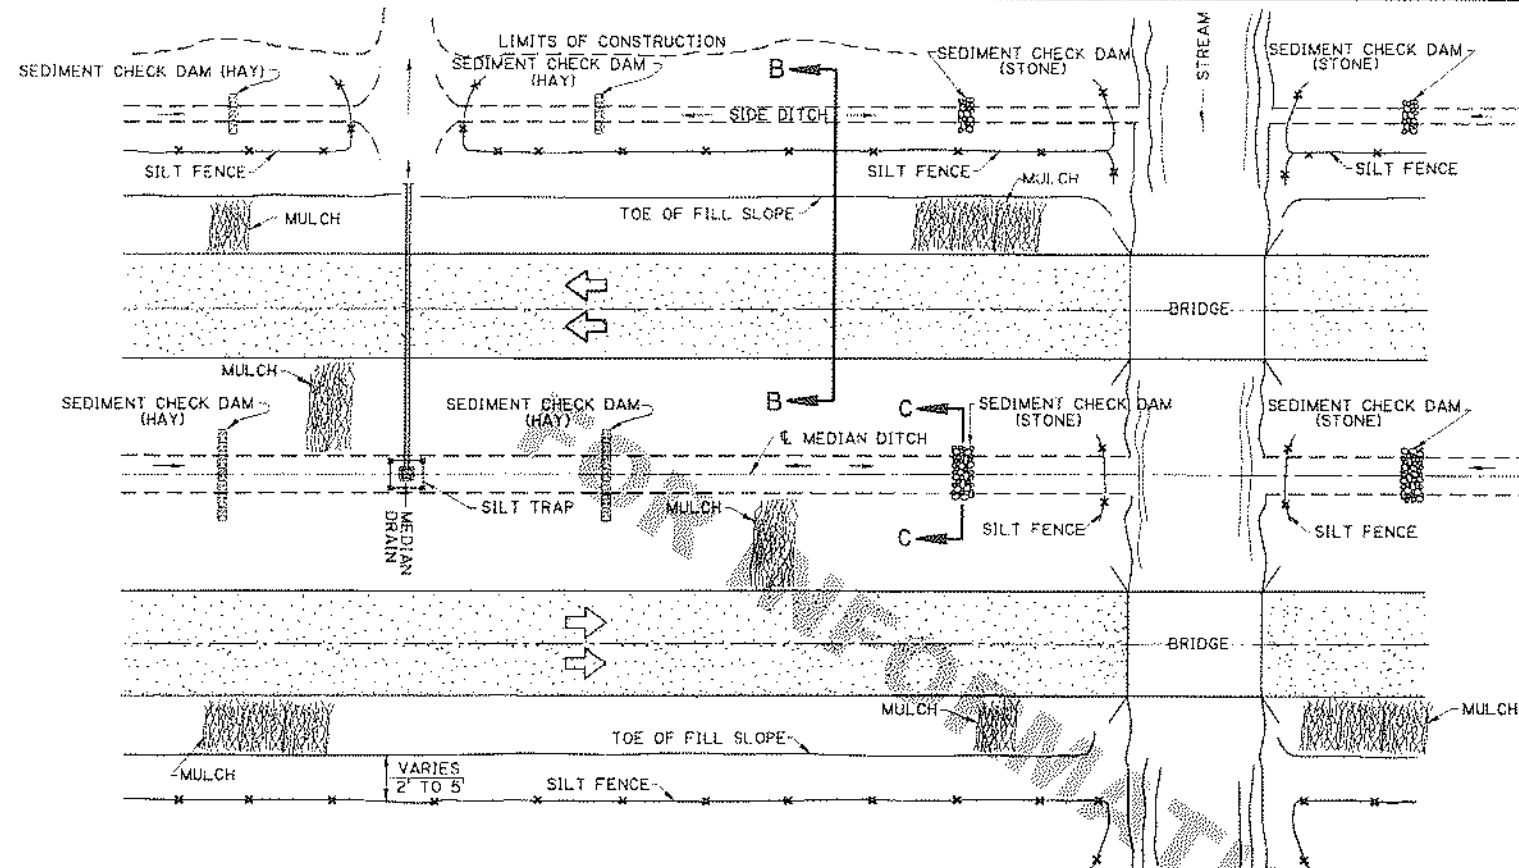 LIMITS OF CONSTRUCTION
SEDIMENT CHECK DAM (HAY)
SEDIMENT CHECK DAM
(HAY)
B
SEDIMENT CHECK DAM
(STONE)
STREAM
SEDIMENT CHECK DAM
(STONE)
SIDE DITCH
SILT FENCE
SILT FENCE
MULCH
SILT FENCE
MULCH
TOE OF FILL SLOPE
BRIDGE
MULCH
SEDIMENT CHECK DAM
(HAY)
SEDIMENT CHECK DAM
(HAY)
B
C
SEDIMENT CHECK DAM
(STONE)
SEDIMENT CHECK DAM
(STONE)
℄ MEDIAN DITCH
SILT TRAP
MULCH
MEDIAN
DRAIN
C
SILT FENCE
SILT FENCE
BRIDGE
MULCH
MULCH
TOE OF FILL SLOPE
MULCH
VARIES
2' TO 5'
SILT FENCE
FOR INFORMAT